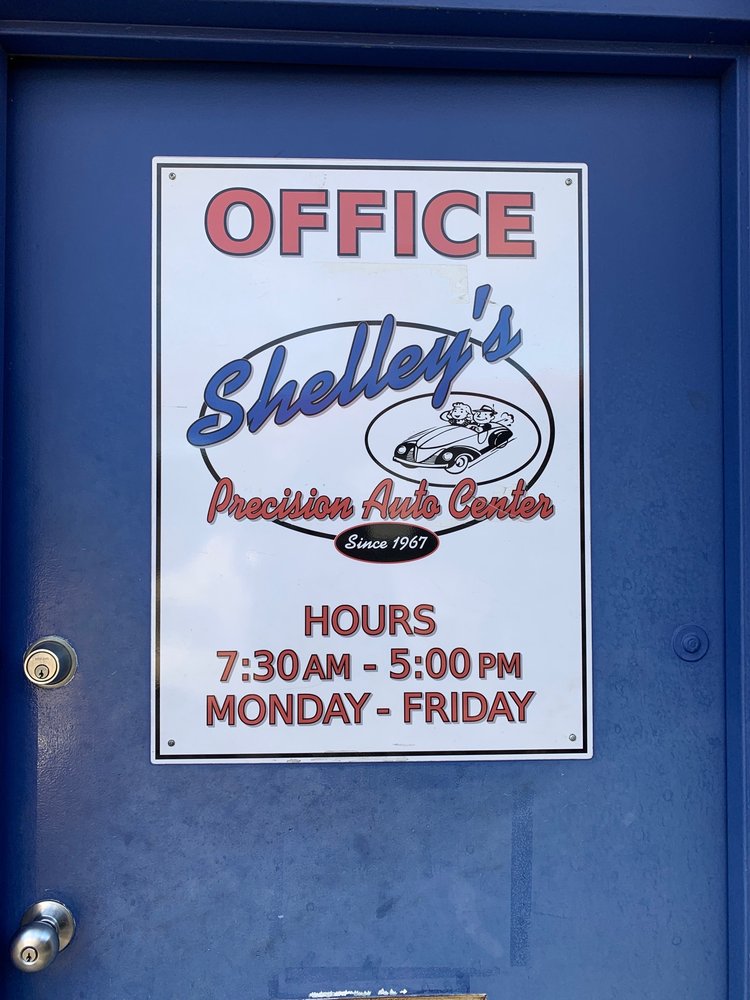 OFFICE
Shelley's
Precision Auto Center
Since 1967
HOURS
7:30 AM - 5:00 PM
MONDAY - FRIDAY